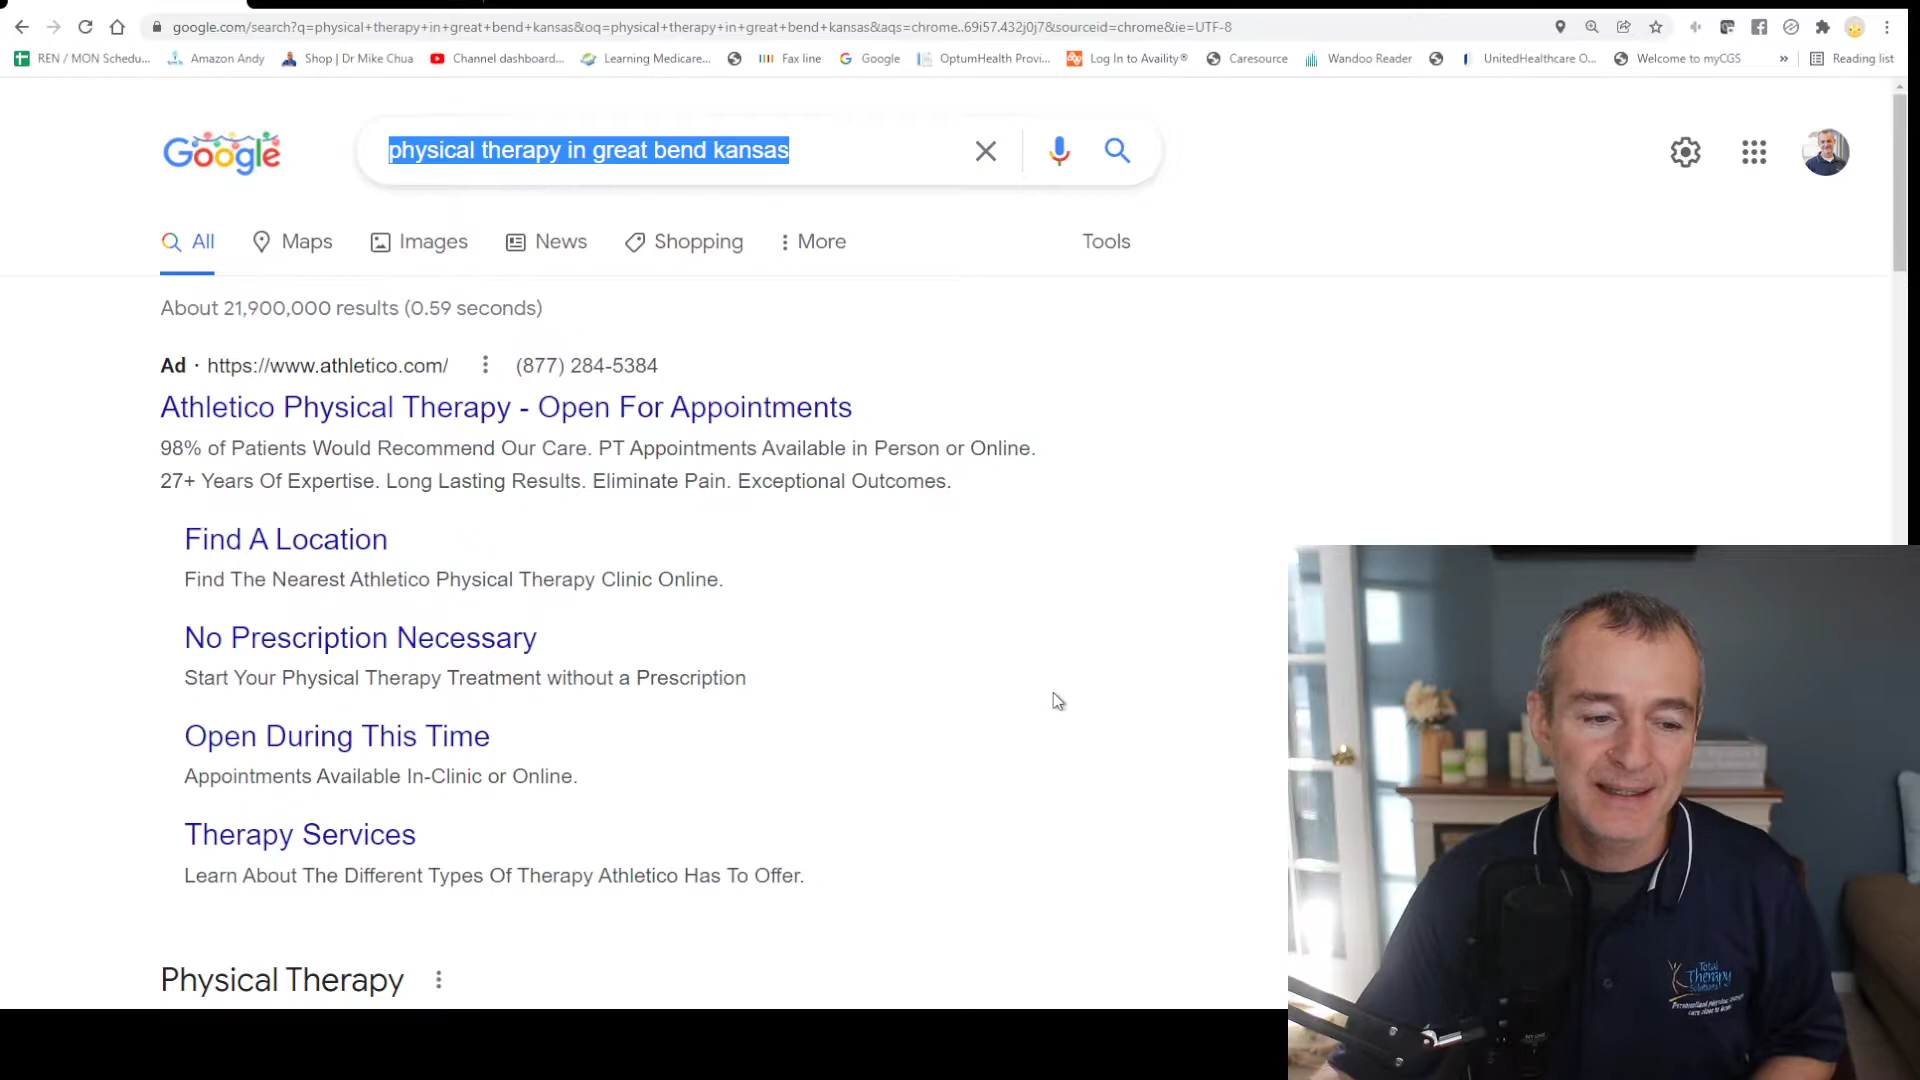 google.com/search?q=physical+therapy+in+great+bend+kansas&oq=physical+therapy+in+great+bend+kansas&aqs=chrome..69i57.432j0j7&sourceid=chrome&ie=UTF-8
REN / MON Schedu... Amazon Andy Shop | Dr Mike Chua Channel dashboard... Learning Medicare... Fax line Google OptumHealth Provi... Log In to Availity® Caresource Wandoo Reader UnitedHealthcare O... Welcome to myCGS » Reading list
Google physical therapy in great bend kansas
All Maps Images News Shopping More Tools
About 21,900,000 results (0.59 seconds)
Ad · https://www.athletico.com/ (877) 284-5384
Athletico Physical Therapy - Open For Appointments
98% of Patients Would Recommend Our Care. PT Appointments Available in Person or Online.
27+ Years Of Expertise. Long Lasting Results. Eliminate Pain. Exceptional Outcomes.
Find A Location
Find The Nearest Athletico Physical Therapy Clinic Online.
No Prescription Necessary
Start Your Physical Therapy Treatment without a Prescription
Open During This Time
Appointments Available In-Clinic or Online.
Therapy Services
Learn About The Different Types Of Therapy Athletico Has To Offer.
Physical Therapy
Total
Therapy
Solutions